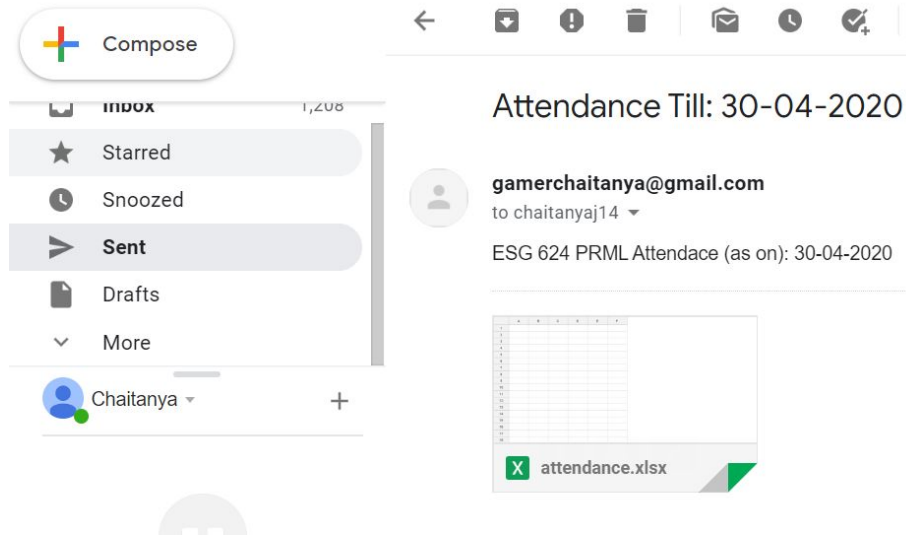 Compose
Inbox 1,208
Starred
Snoozed
Sent
Drafts
More
Chaitanya
Attendance Till: 30-04-2020
gamerchaitanya@gmail.com
to chaitanyaj14
ESG 624 PRML Attendace (as on): 30-04-2020
X attendance.xlsx